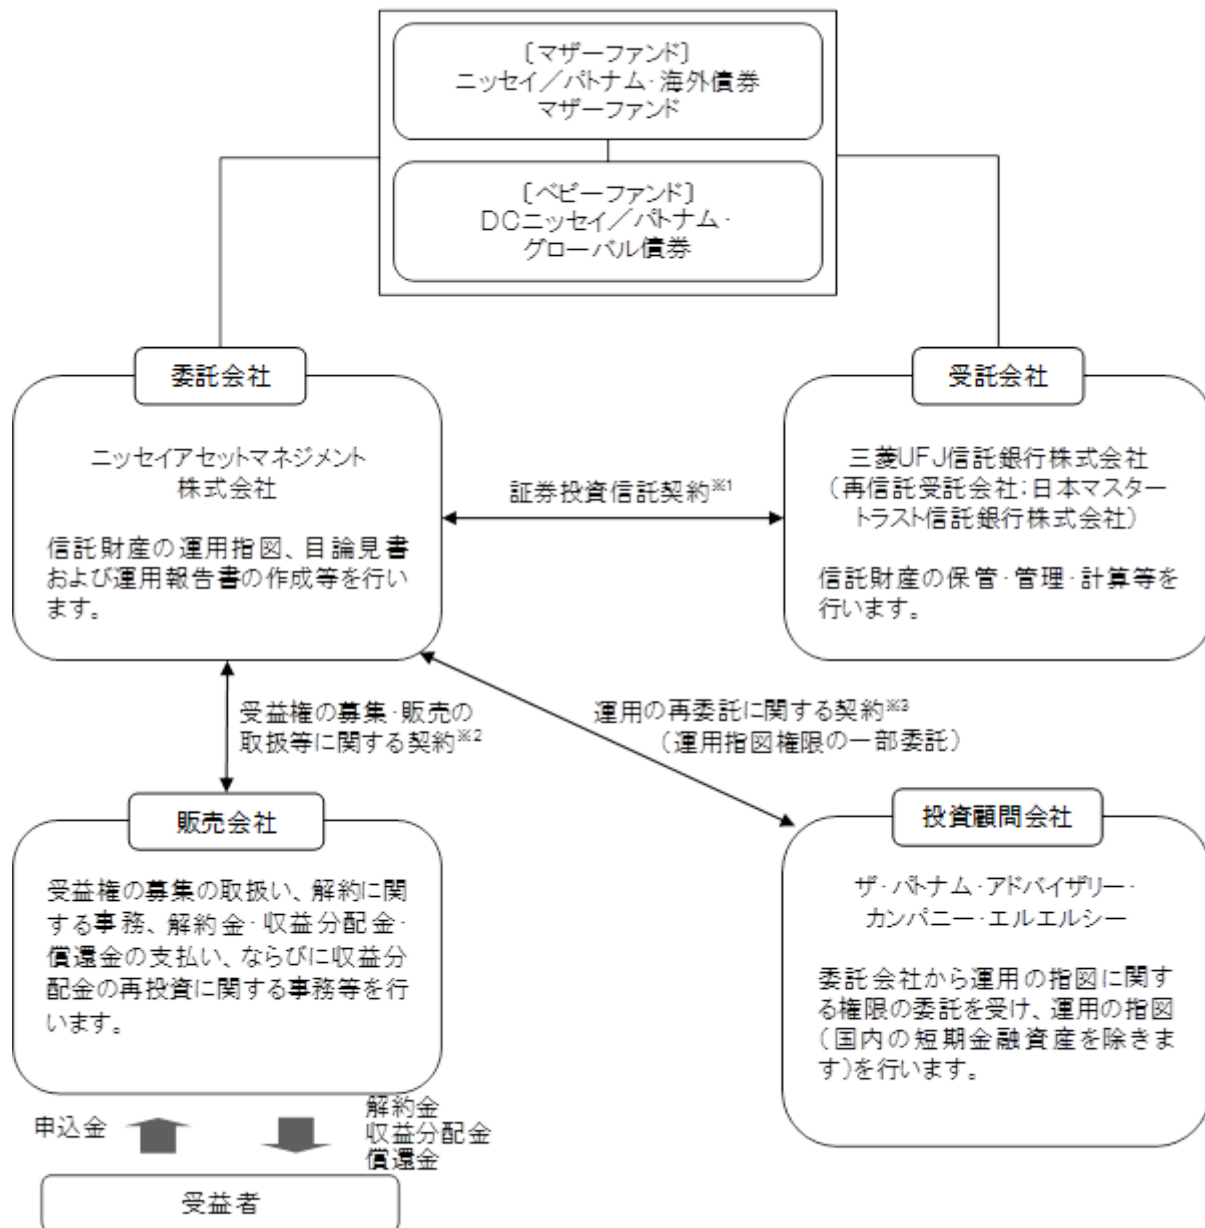 〔マザーファンド〕
ニッセイ／パトナム・海外債券
マザーファンド
〔ベビーファンド〕
ＤＣニッセイ／パトナム・
グローバル債券
委託会社
ニッセイアセットマネジメント
株式会社
信託財産の運用指図、目論見書
および運用報告書の作成等を行い
ます。
受託会社
三菱UFJ信託銀行株式会社
（再信託受託会社：日本マスター
トラスト信託銀行株式会社）
信託財産の保管・管理・計算等を
行います。
証券投資信託契約※1
受益権の募集・販売の
取扱等に関する契約※2
運用の再委託に関する契約※3
（運用指図権限の一部委託）
販売会社
受益権の募集の取扱い、解約に関
する事務、解約金・収益分配金・
償還金の支払い、ならびに収益分
配金の再投資に関する事務等を行
います。
投資顧問会社
ザ・パトナム・アドバイザリー・
カンパニー・エルエルシー
委託会社から運用の指図に関す
る権限の委託を受け、運用の指図
（国内の短期金融資産を除きま
す）を行います。
申込金
解約金
収益分配金
償還金
受益者